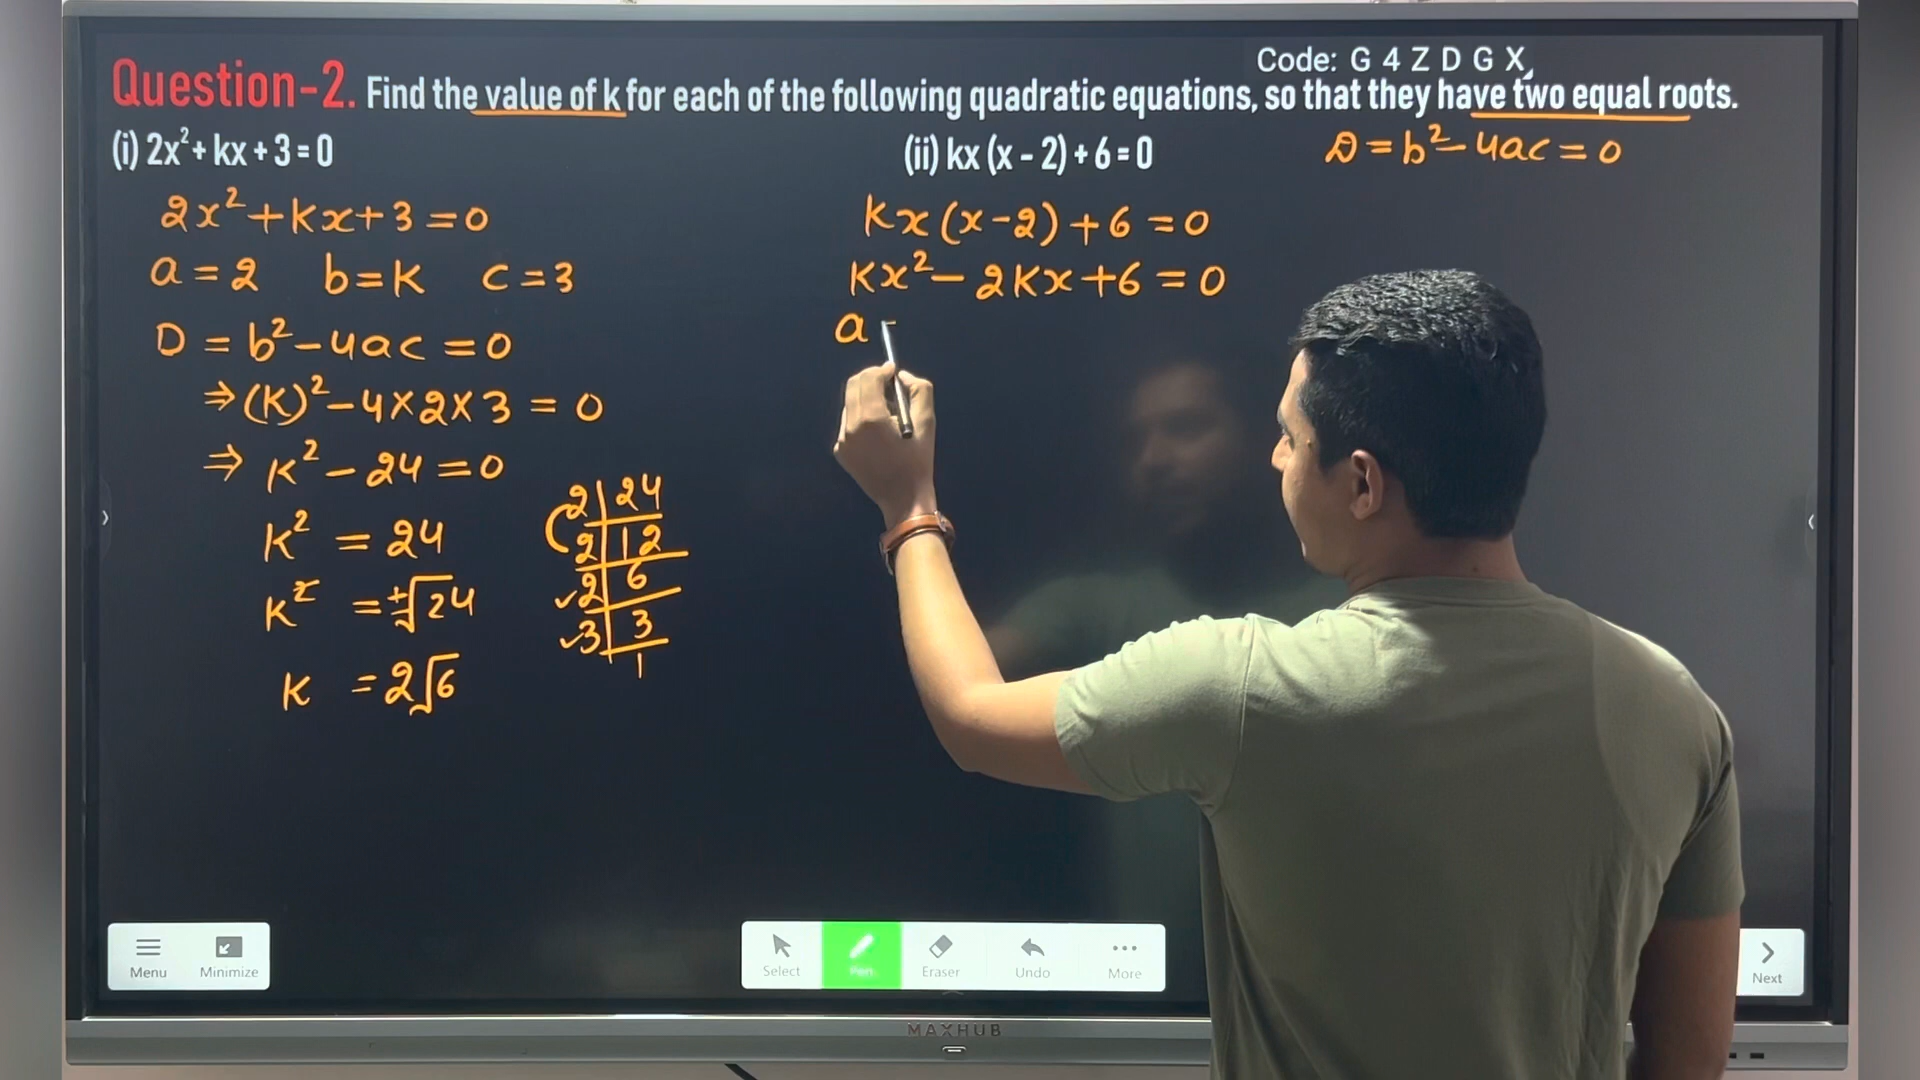 Code: G 4 Z D G X
Question-2. Find the value of k for each of the following quadratic equations, so that they have two equal roots.
(i) 2x² + kx + 3 = 0
2x² + kx + 3 = 0
a = 2 b = K c = 3
D = b² - 4ac = 0
⇒ (K)² - 4 × 2 × 3 = 0
⇒ K² - 24 = 0
K² = 24
K² = ±√24
K = 2√6
2 | 24
2 | 12
2 | 6
3 | 3
1
(ii) kx (x - 2) + 6 = 0
D = b² - 4ac = 0
Kx (x - 2) + 6 = 0
Kx² - 2Kx + 6 = 0
a
Menu
Minimize
Select
Pen
Eraser
Undo
More
Next
MAXHUB